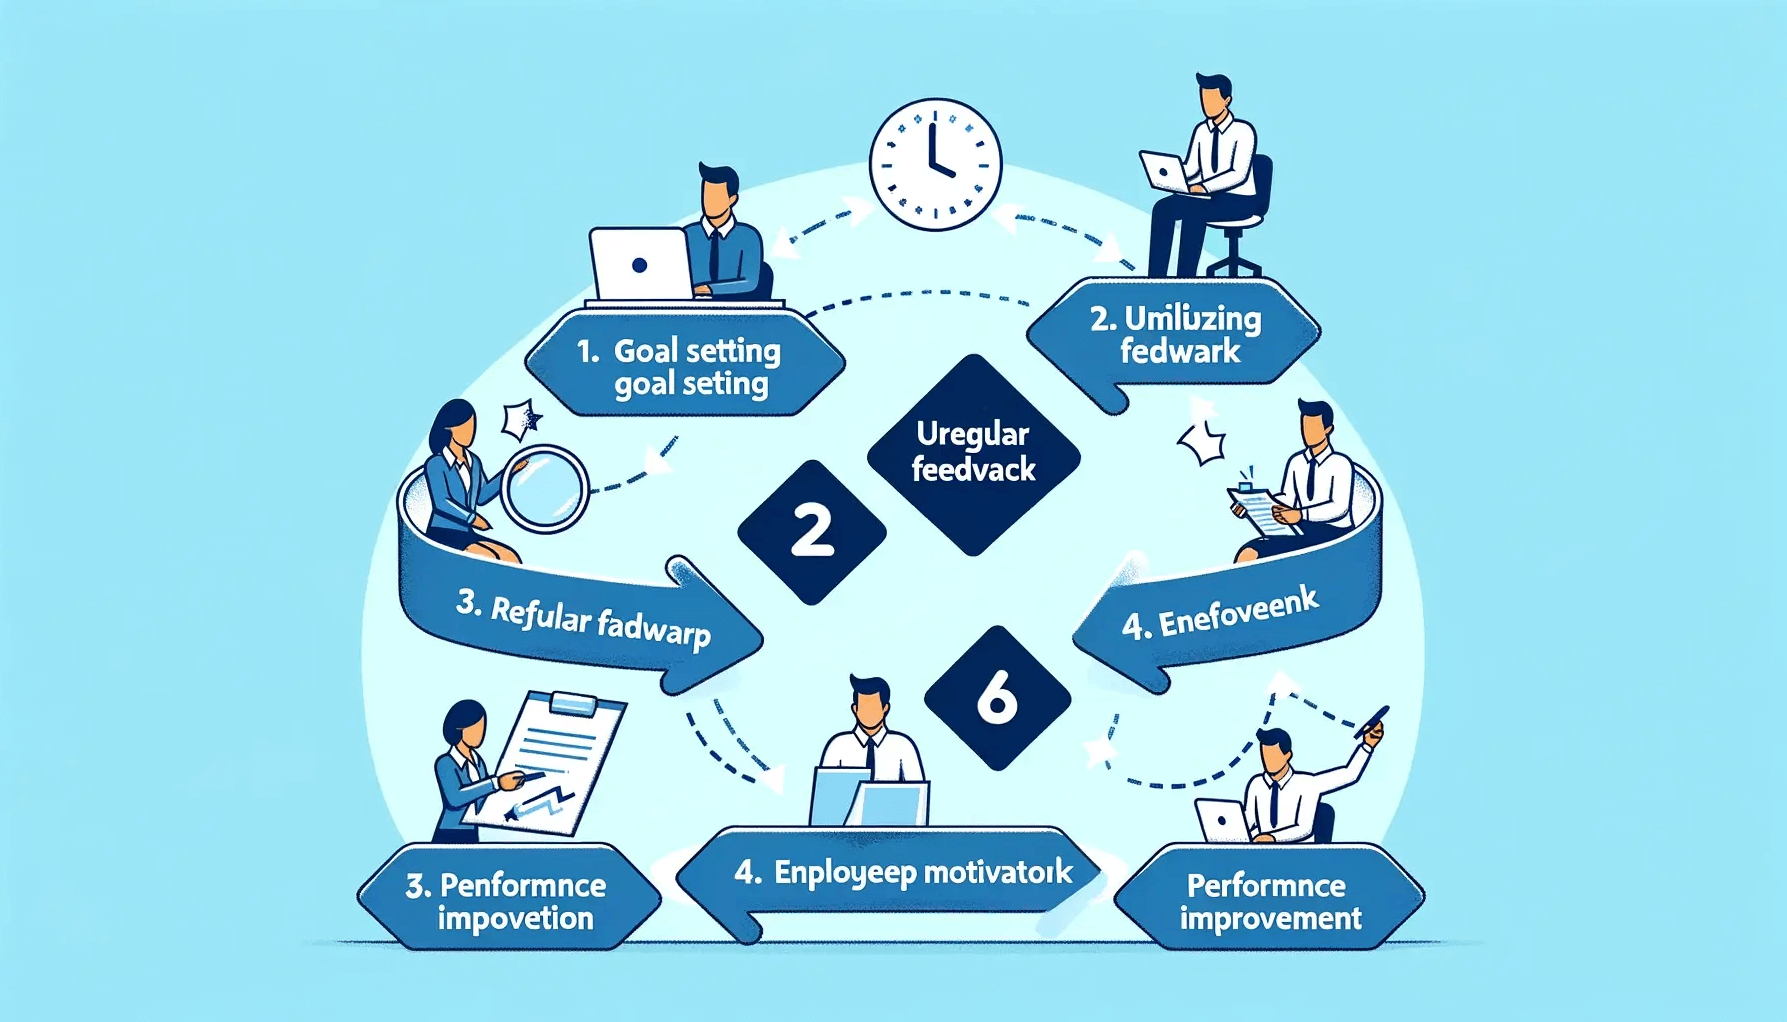 1. Goal setting
goal seting
2. Umiliuzing
fedwark
Uregular
feedvack
2
3. Refular fadwarp
4. Enefoveenk
6
3. Penformnce
impovetion
4. Enployeep motivatoık
Performnce
improvement